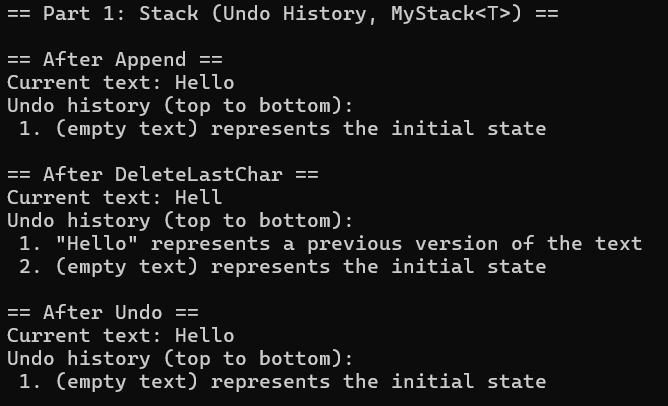 == Part 1: Stack (Undo History, MyStack<T>) ==
== After Append ==
Current text: Hello
Undo history (top to bottom):
1. (empty text) represents the initial state
== After DeleteLastChar ==
Current text: Hell
Undo history (top to bottom):
1. "Hello" represents a previous version of the text
2. (empty text) represents the initial state
== After Undo ==
Current text: Hello
Undo history (top to bottom):
1. (empty text) represents the initial state